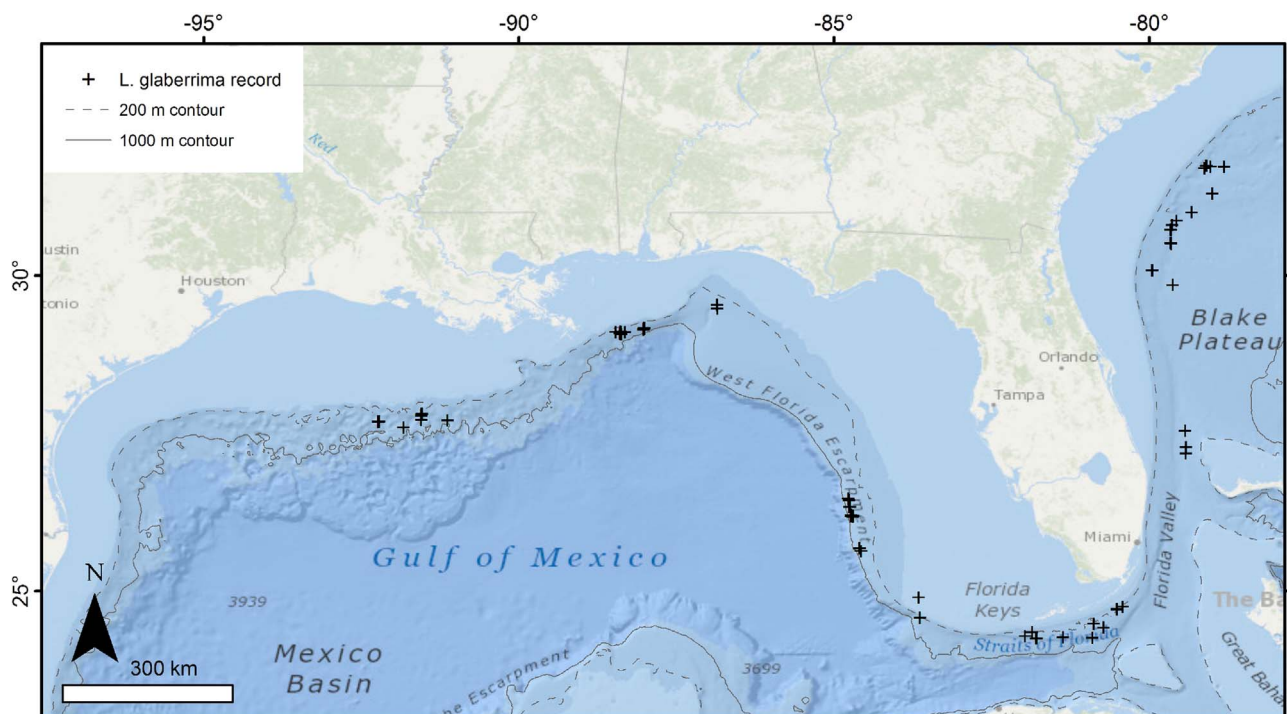 -95° -90° -85° -80°
L. glaberrima record
200 m contour
1000 m contour
Red
ustin
Houston
tonio
30°
Blake
Plateau
Orlando
Tampa
West Florida Escarpment
Miami
Florida Valley
Gulf of Mexico
25°
N
3939
Florida
Keys
The Ba
Straits of Florida
300 km
Mexico
Basin
he Escarpment
3699
Great Baha